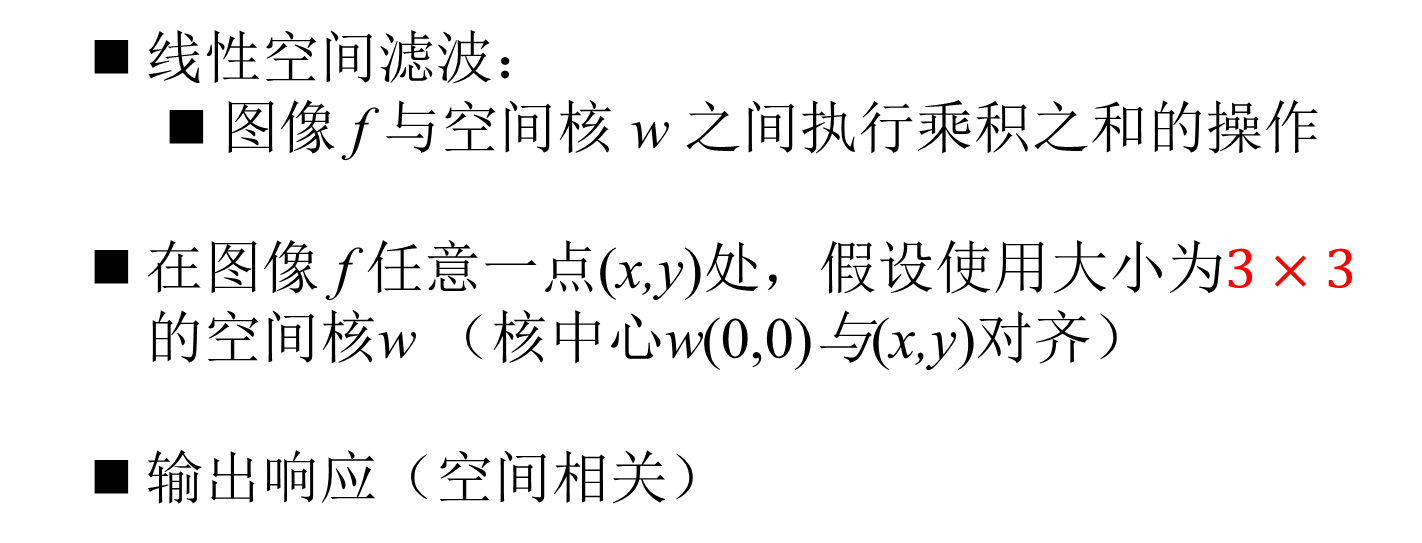 ■ 线性空间滤波：
■ 图像 f 与空间核 w 之间执行乘积之和的操作
■ 在图像 f 任意一点(x,y)处，假设使用大小为3 × 3
的空间核w （核中心w(0,0)与(x,y)对齐）
■ 输出响应（空间相关）